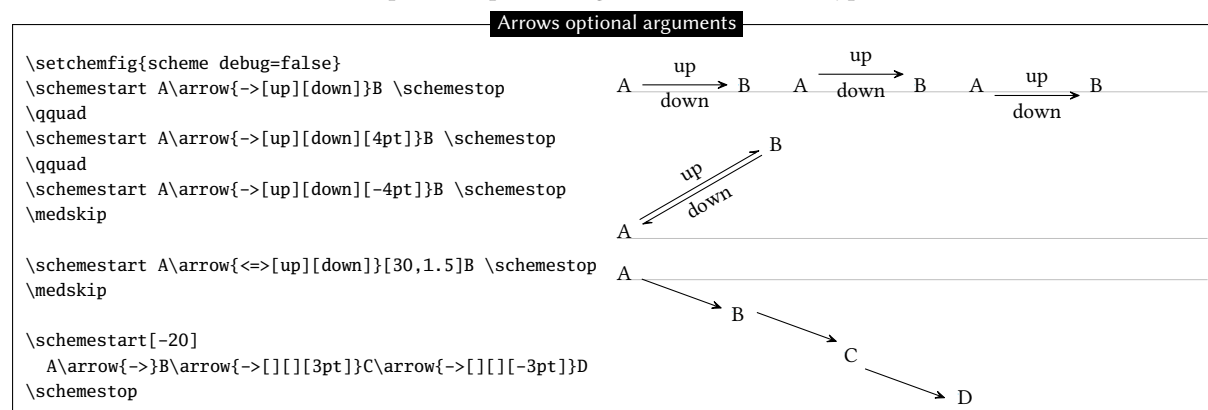 Arrows optional arguments
\setchemfig{scheme debug=false}
\schemestart A\arrow{->[up][down]}B \schemestop
\qquad
\schemestart A\arrow{->[up][down][4pt]}B \schemestop
\qquad
\schemestart A\arrow{->[up][down][-4pt]}B \schemestop
\medskip
\schemestart A\arrow{<=>[up][down]}[30,1.5]B \schemestop
\medskip
\schemestart[-20]
A\arrow{->}B\arrow{->[][][3pt]}C\arrow{->[][][-3pt]}D
\schemestop
up
A B
down
up
A B
down
up
A B
down
B
up
down
A
A
B
C
D